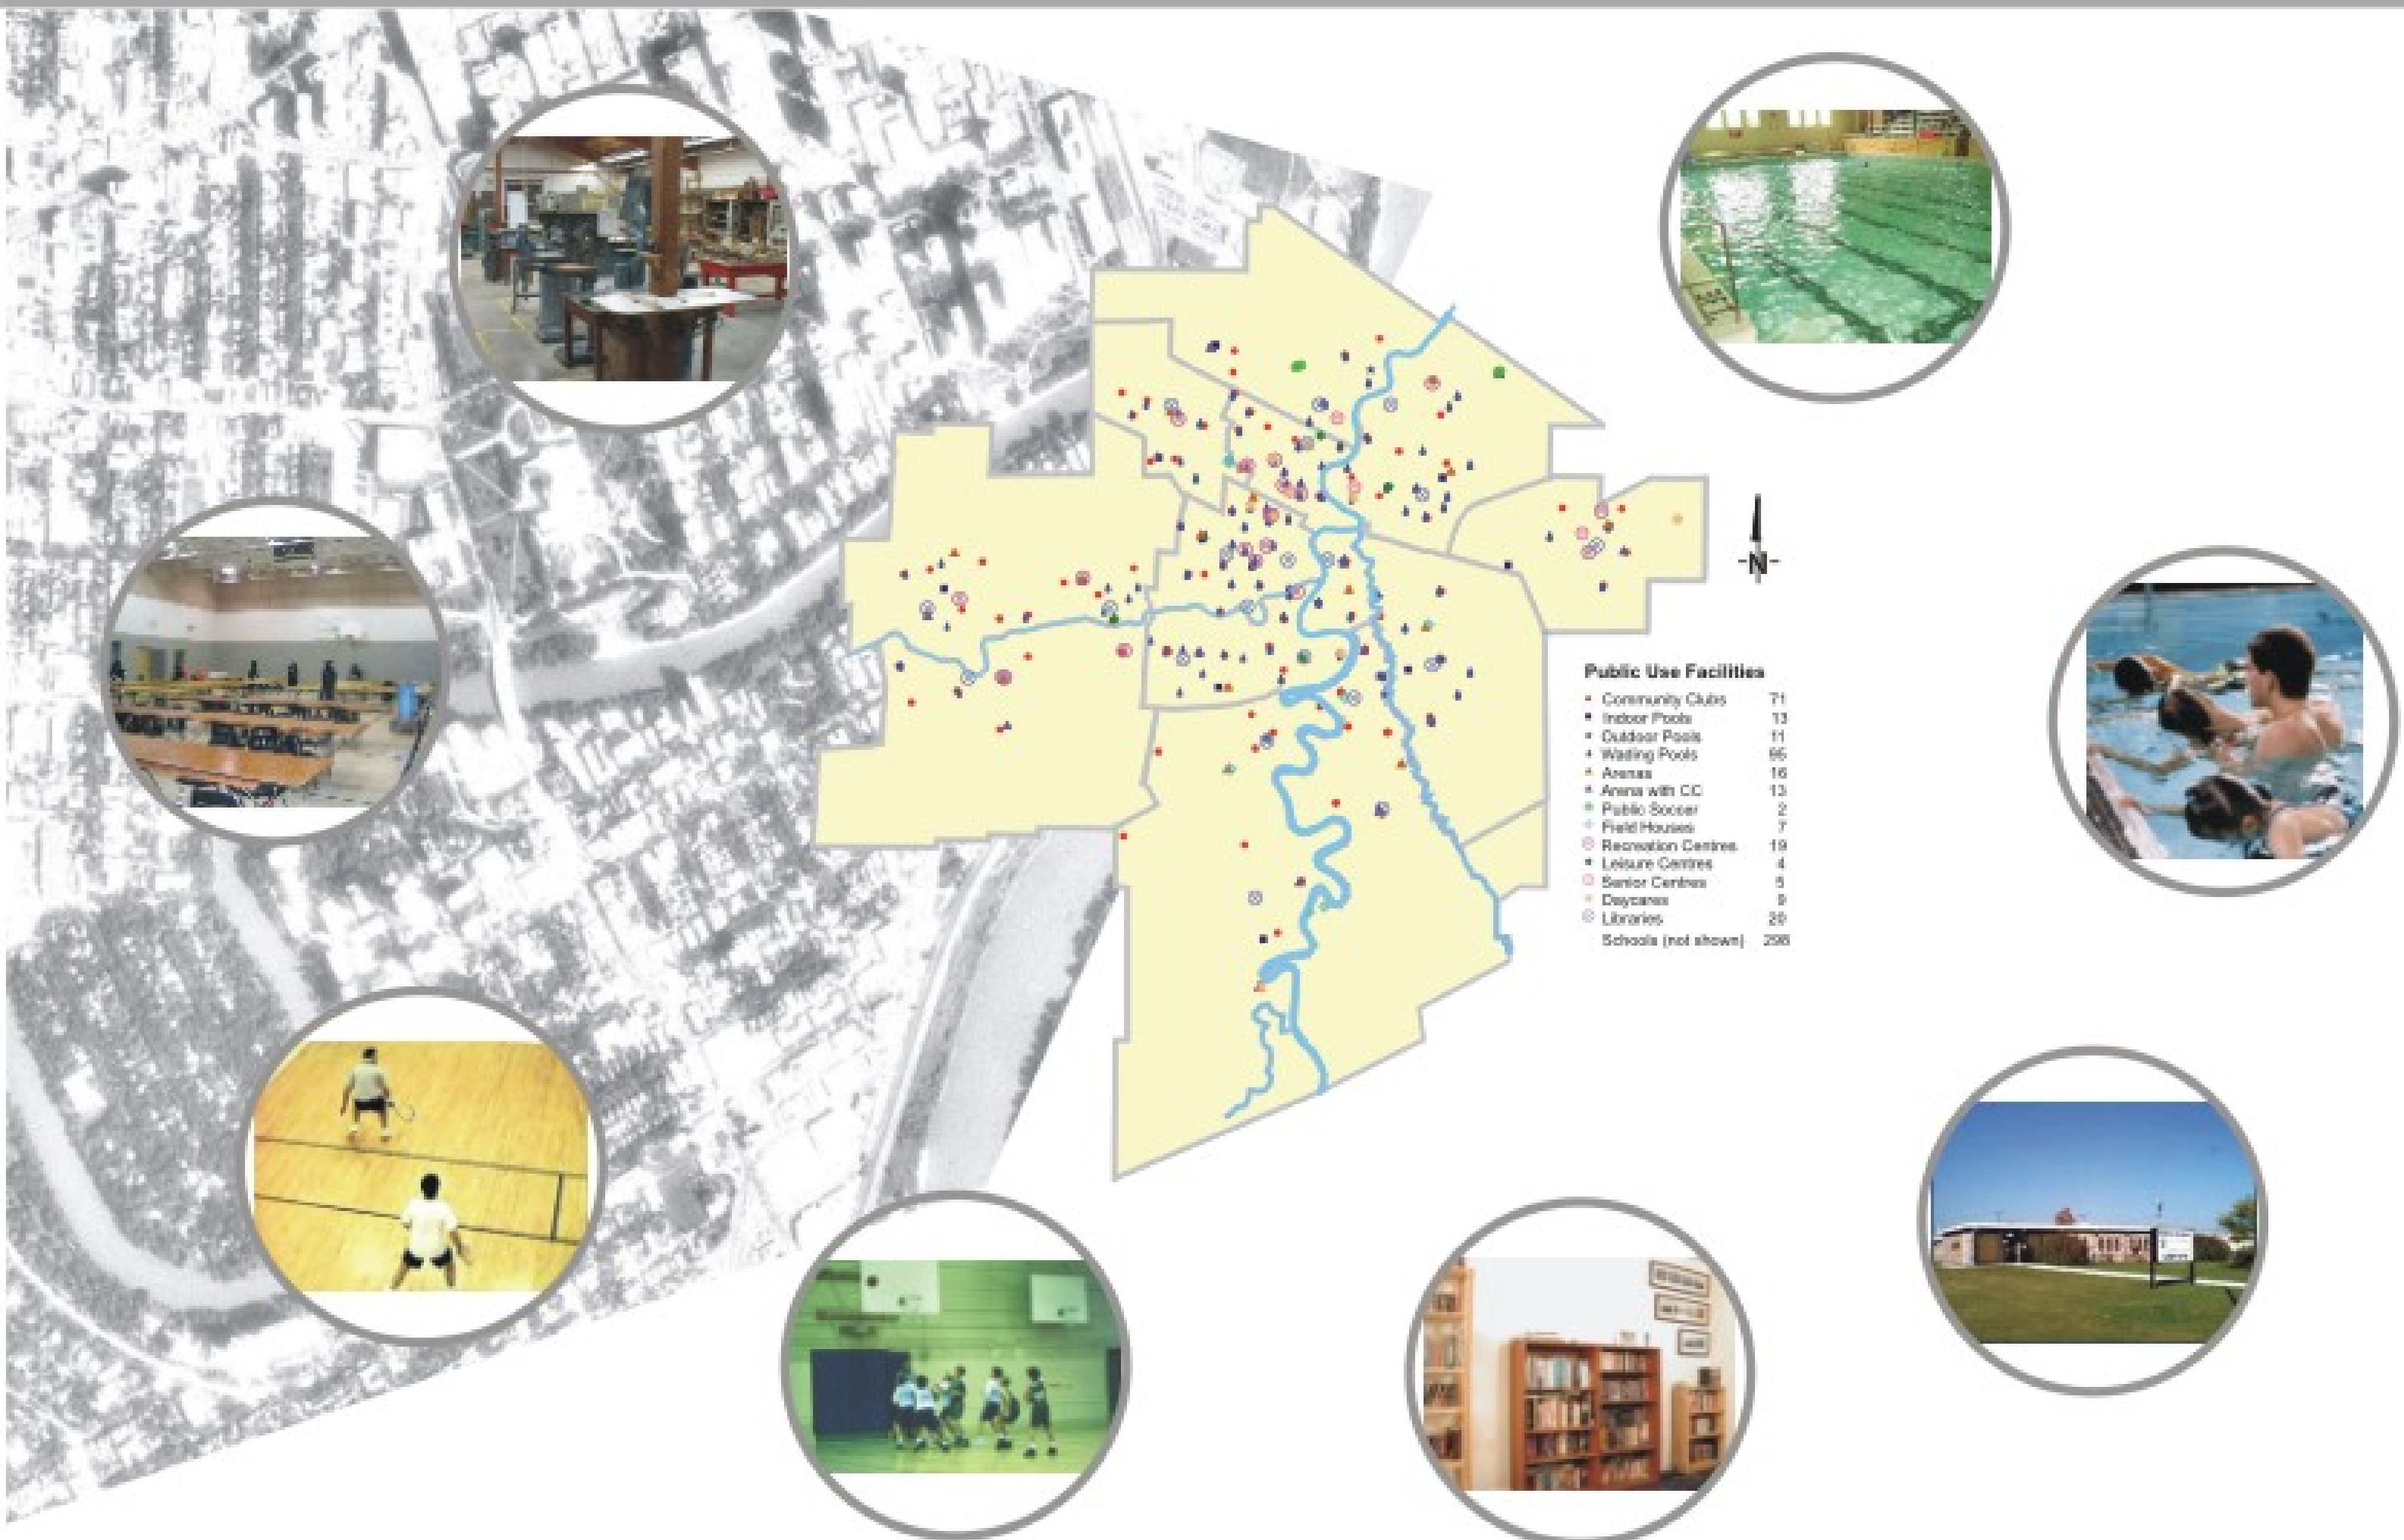 N
Public Use Facilities
Community Clubs 71
Indoor Pools 13
Outdoor Pools 11
Wading Pools 95
Arenas 16
Arena with CC 13
Public Soccer 2
Field Houses 7
Recreation Centres 19
Leisure Centres 4
Senior Centres 5
Daycares 9
Libraries 20
Schools (not shown) 298